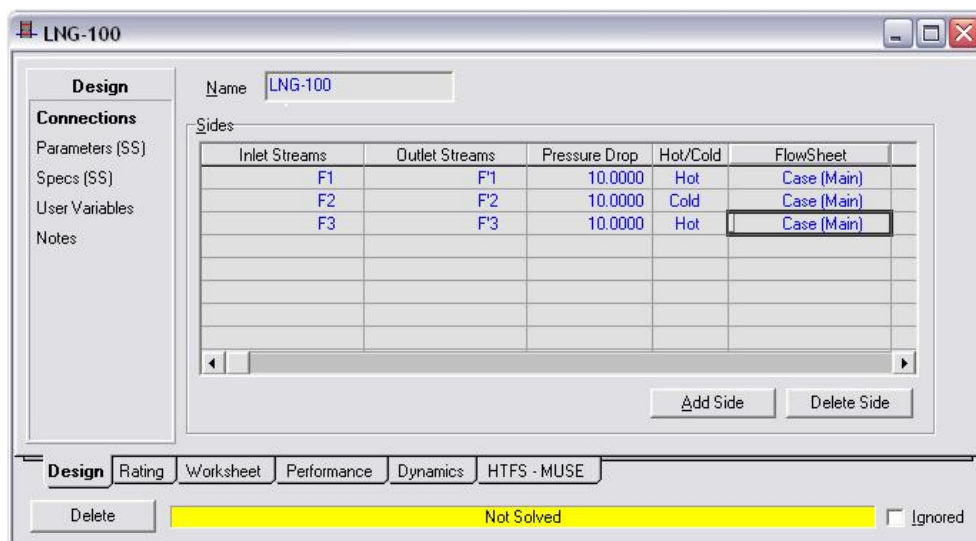 LNG-100
Design
Connections
Parameters (SS)
Specs (SS)
User Variables
Notes
Name LNG-100
Sides
Inlet Streams Outlet Streams Pressure Drop Hot/Cold FlowSheet
F1 F'1 10.0000 Hot Case (Main)
F2 F'2 10.0000 Cold Case (Main)
F3 F'3 10.0000 Hot Case (Main)
Add Side Delete Side
Design Rating Worksheet Performance Dynamics HTFS - MUSE
Delete Not Solved Ignored